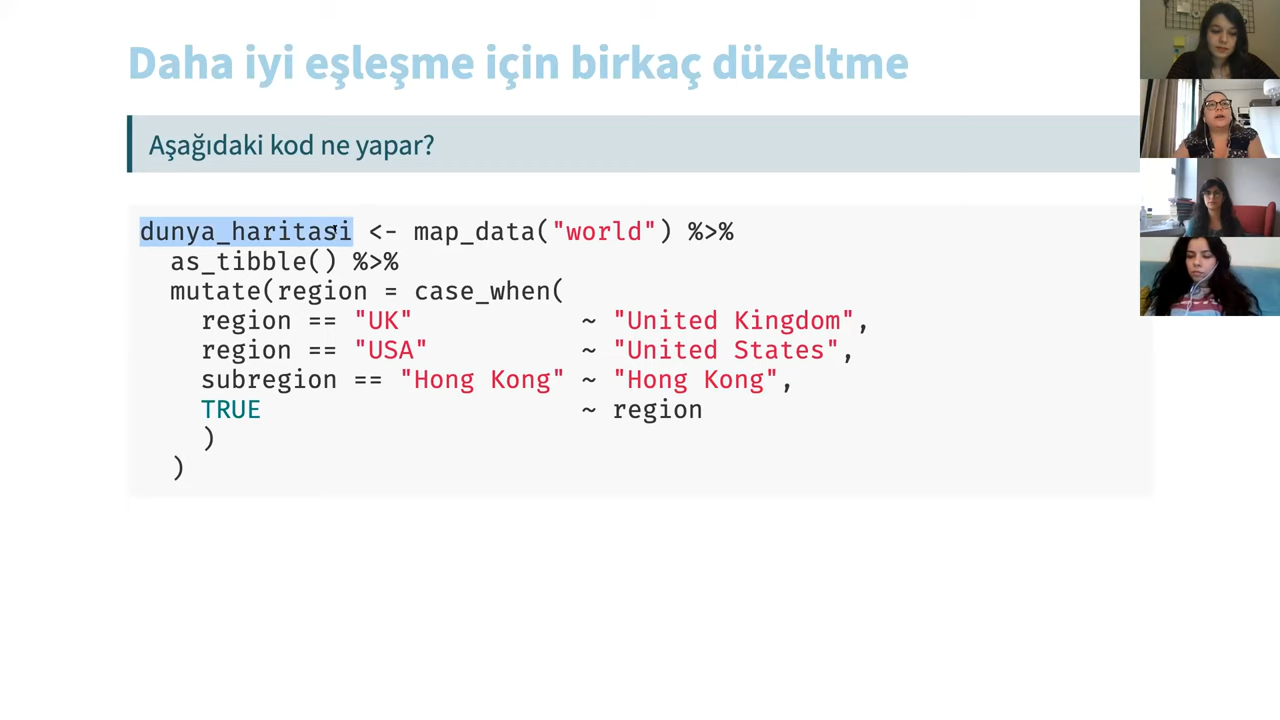 Daha iyi eşleşme için birkaç düzeltme
Aşağıdaki kod ne yapar?
dunya_haritasi <- map_data("world") %>%
as_tibble() %>%
mutate(region = case_when(
region == "UK" ~ "United Kingdom",
region == "USA" ~ "United States",
subregion == "Hong Kong" ~ "Hong Kong",
TRUE ~ region
)
)